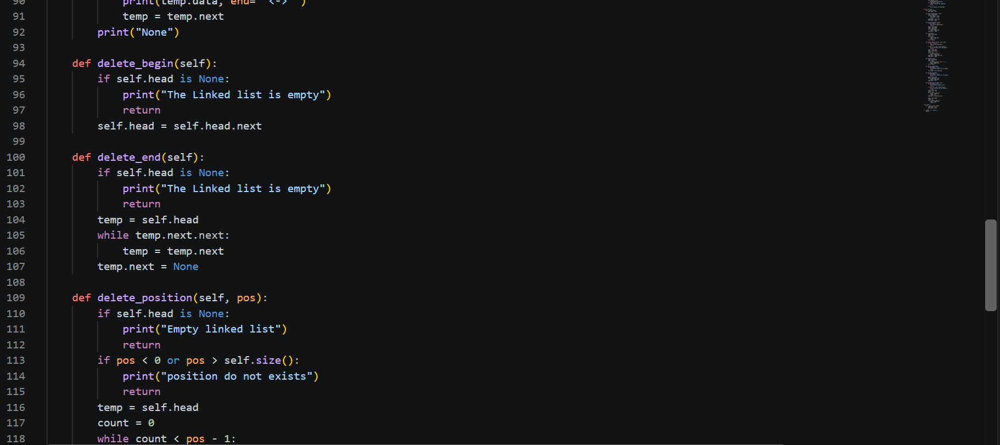 90                print(temp.data, end=" <-> ")
91                temp = temp.next
92            print("None")
93
94        def delete_begin(self):
95            if self.head is None:
96                print("The Linked list is empty")
97                return
98            self.head = self.head.next
99
100        def delete_end(self):
101            if self.head is None:
102                print("The Linked list is empty")
103                return
104            temp = self.head
105            while temp.next.next:
106                temp = temp.next
107            temp.next = None
108
109        def delete_position(self, pos):
110            if self.head is None:
111                print("Empty linked list")
112                return
113            if pos < 0 or pos > self.size():
114                print("position do not exists")
115                return
116            temp = self.head
117            count = 0
118            while count < pos - 1: